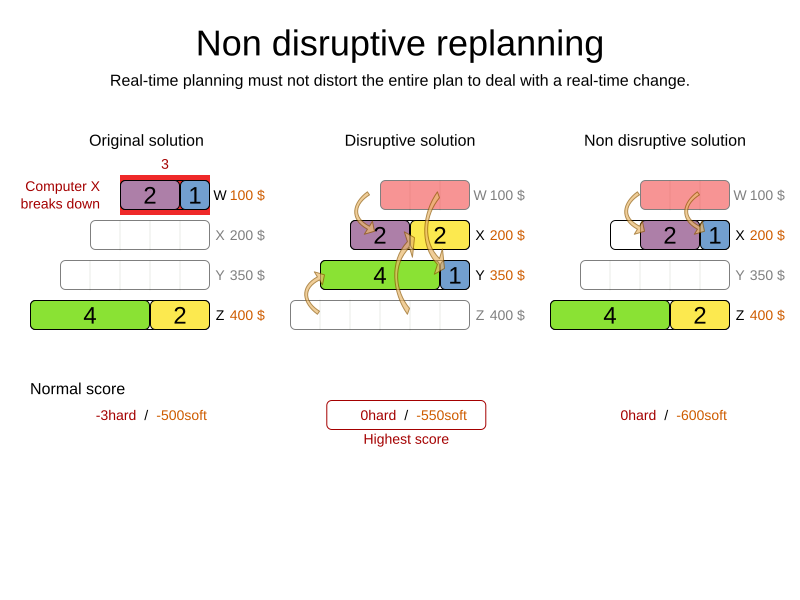 Non disruptive replanning
Real-time planning must not distort the entire plan to deal with a real-time change.
Original solution
Disruptive solution
Non disruptive solution
3
Computer X
breaks down
2 1 W 100 $
X 200 $
Y 350 $
4 2 Z 400 $
W 100 $
2 2 X 200 $
4 1 Y 350 $
Z 400 $
W 100 $
2 1 X 200 $
Y 350 $
4 2 Z 400 $
Normal score
-3hard / -500soft
0hard / -550soft
Highest score
0hard / -600soft